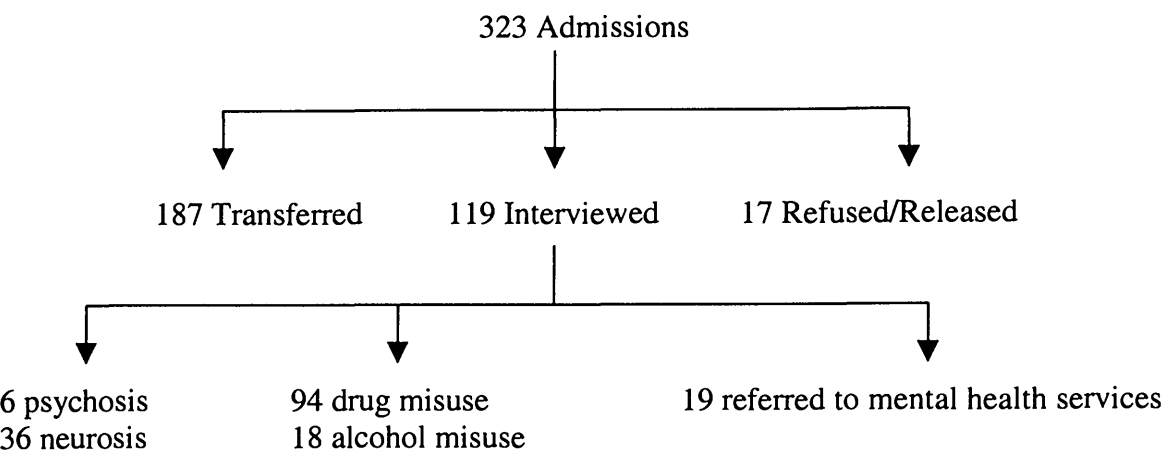 323 Admissions
187 Transferred 119 Interviewed 17 Refused/Released
6 psychosis 94 drug misuse 19 referred to mental health services
36 neurosis 18 alcohol misuse